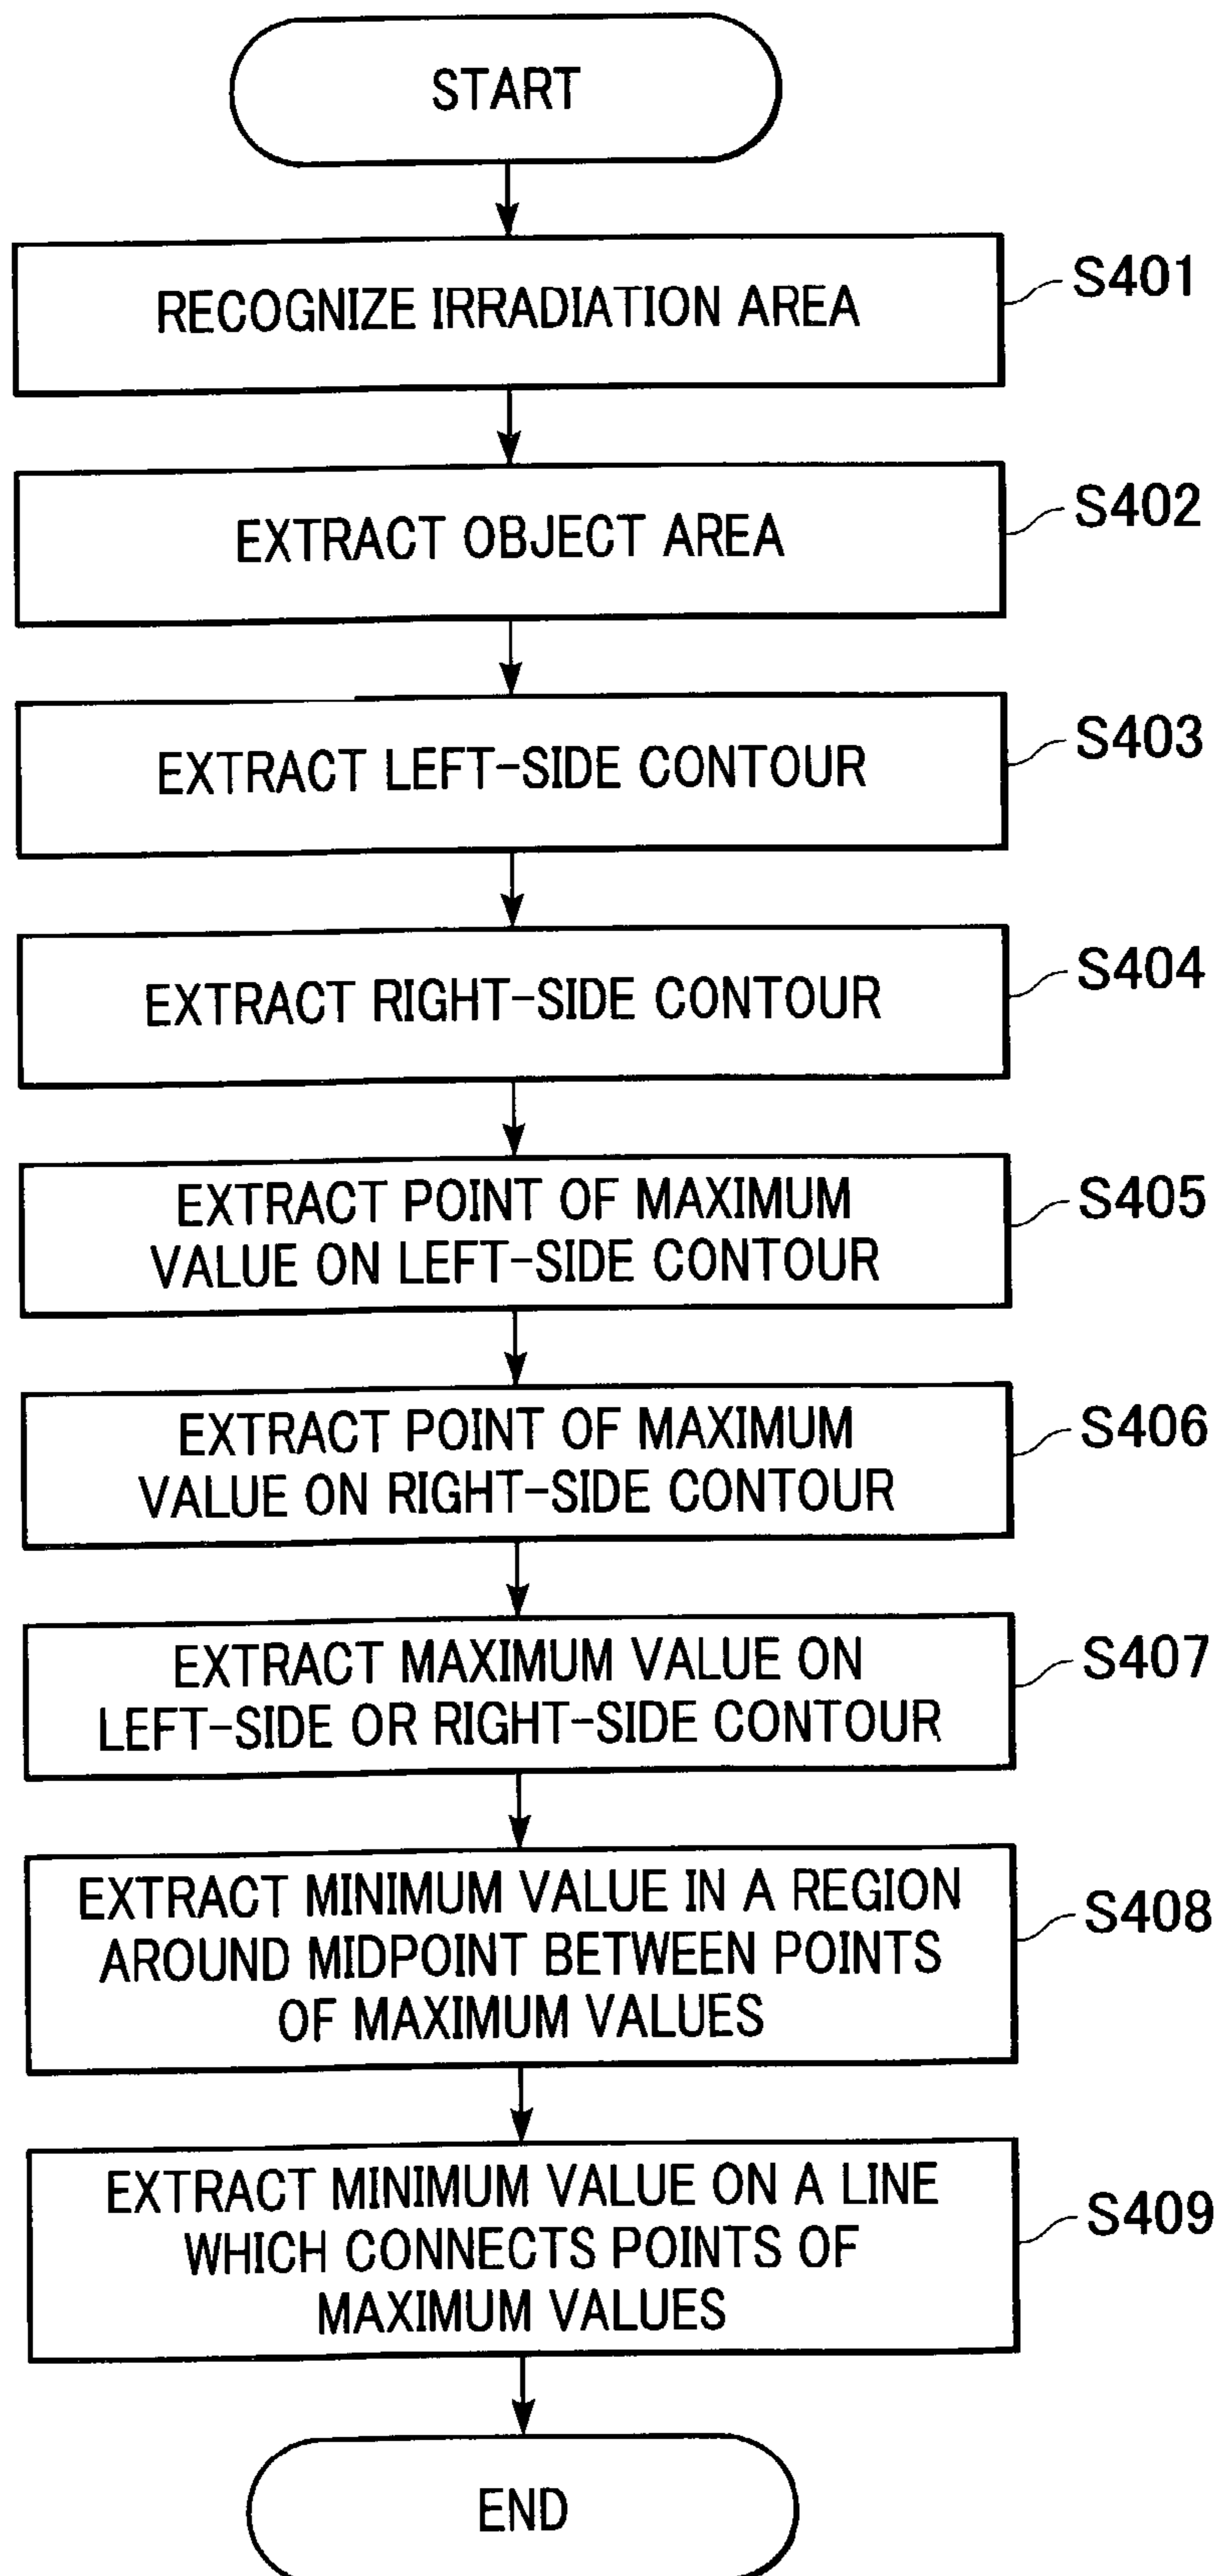 START
RECOGNIZE IRRADIATION AREA
S401
EXTRACT OBJECT AREA
S402
EXTRACT LEFT-SIDE CONTOUR
S403
EXTRACT RIGHT-SIDE CONTOUR
S404
EXTRACT POINT OF MAXIMUM
VALUE ON LEFT-SIDE CONTOUR
S405
EXTRACT POINT OF MAXIMUM
VALUE ON RIGHT-SIDE CONTOUR
S406
EXTRACT MAXIMUM VALUE ON
LEFT-SIDE OR RIGHT-SIDE CONTOUR
S407
EXTRACT MINIMUM VALUE IN A REGION
AROUND MIDPOINT BETWEEN POINTS
OF MAXIMUM VALUES
S408
EXTRACT MINIMUM VALUE ON A LINE
WHICH CONNECTS POINTS OF
MAXIMUM VALUES
S409
END